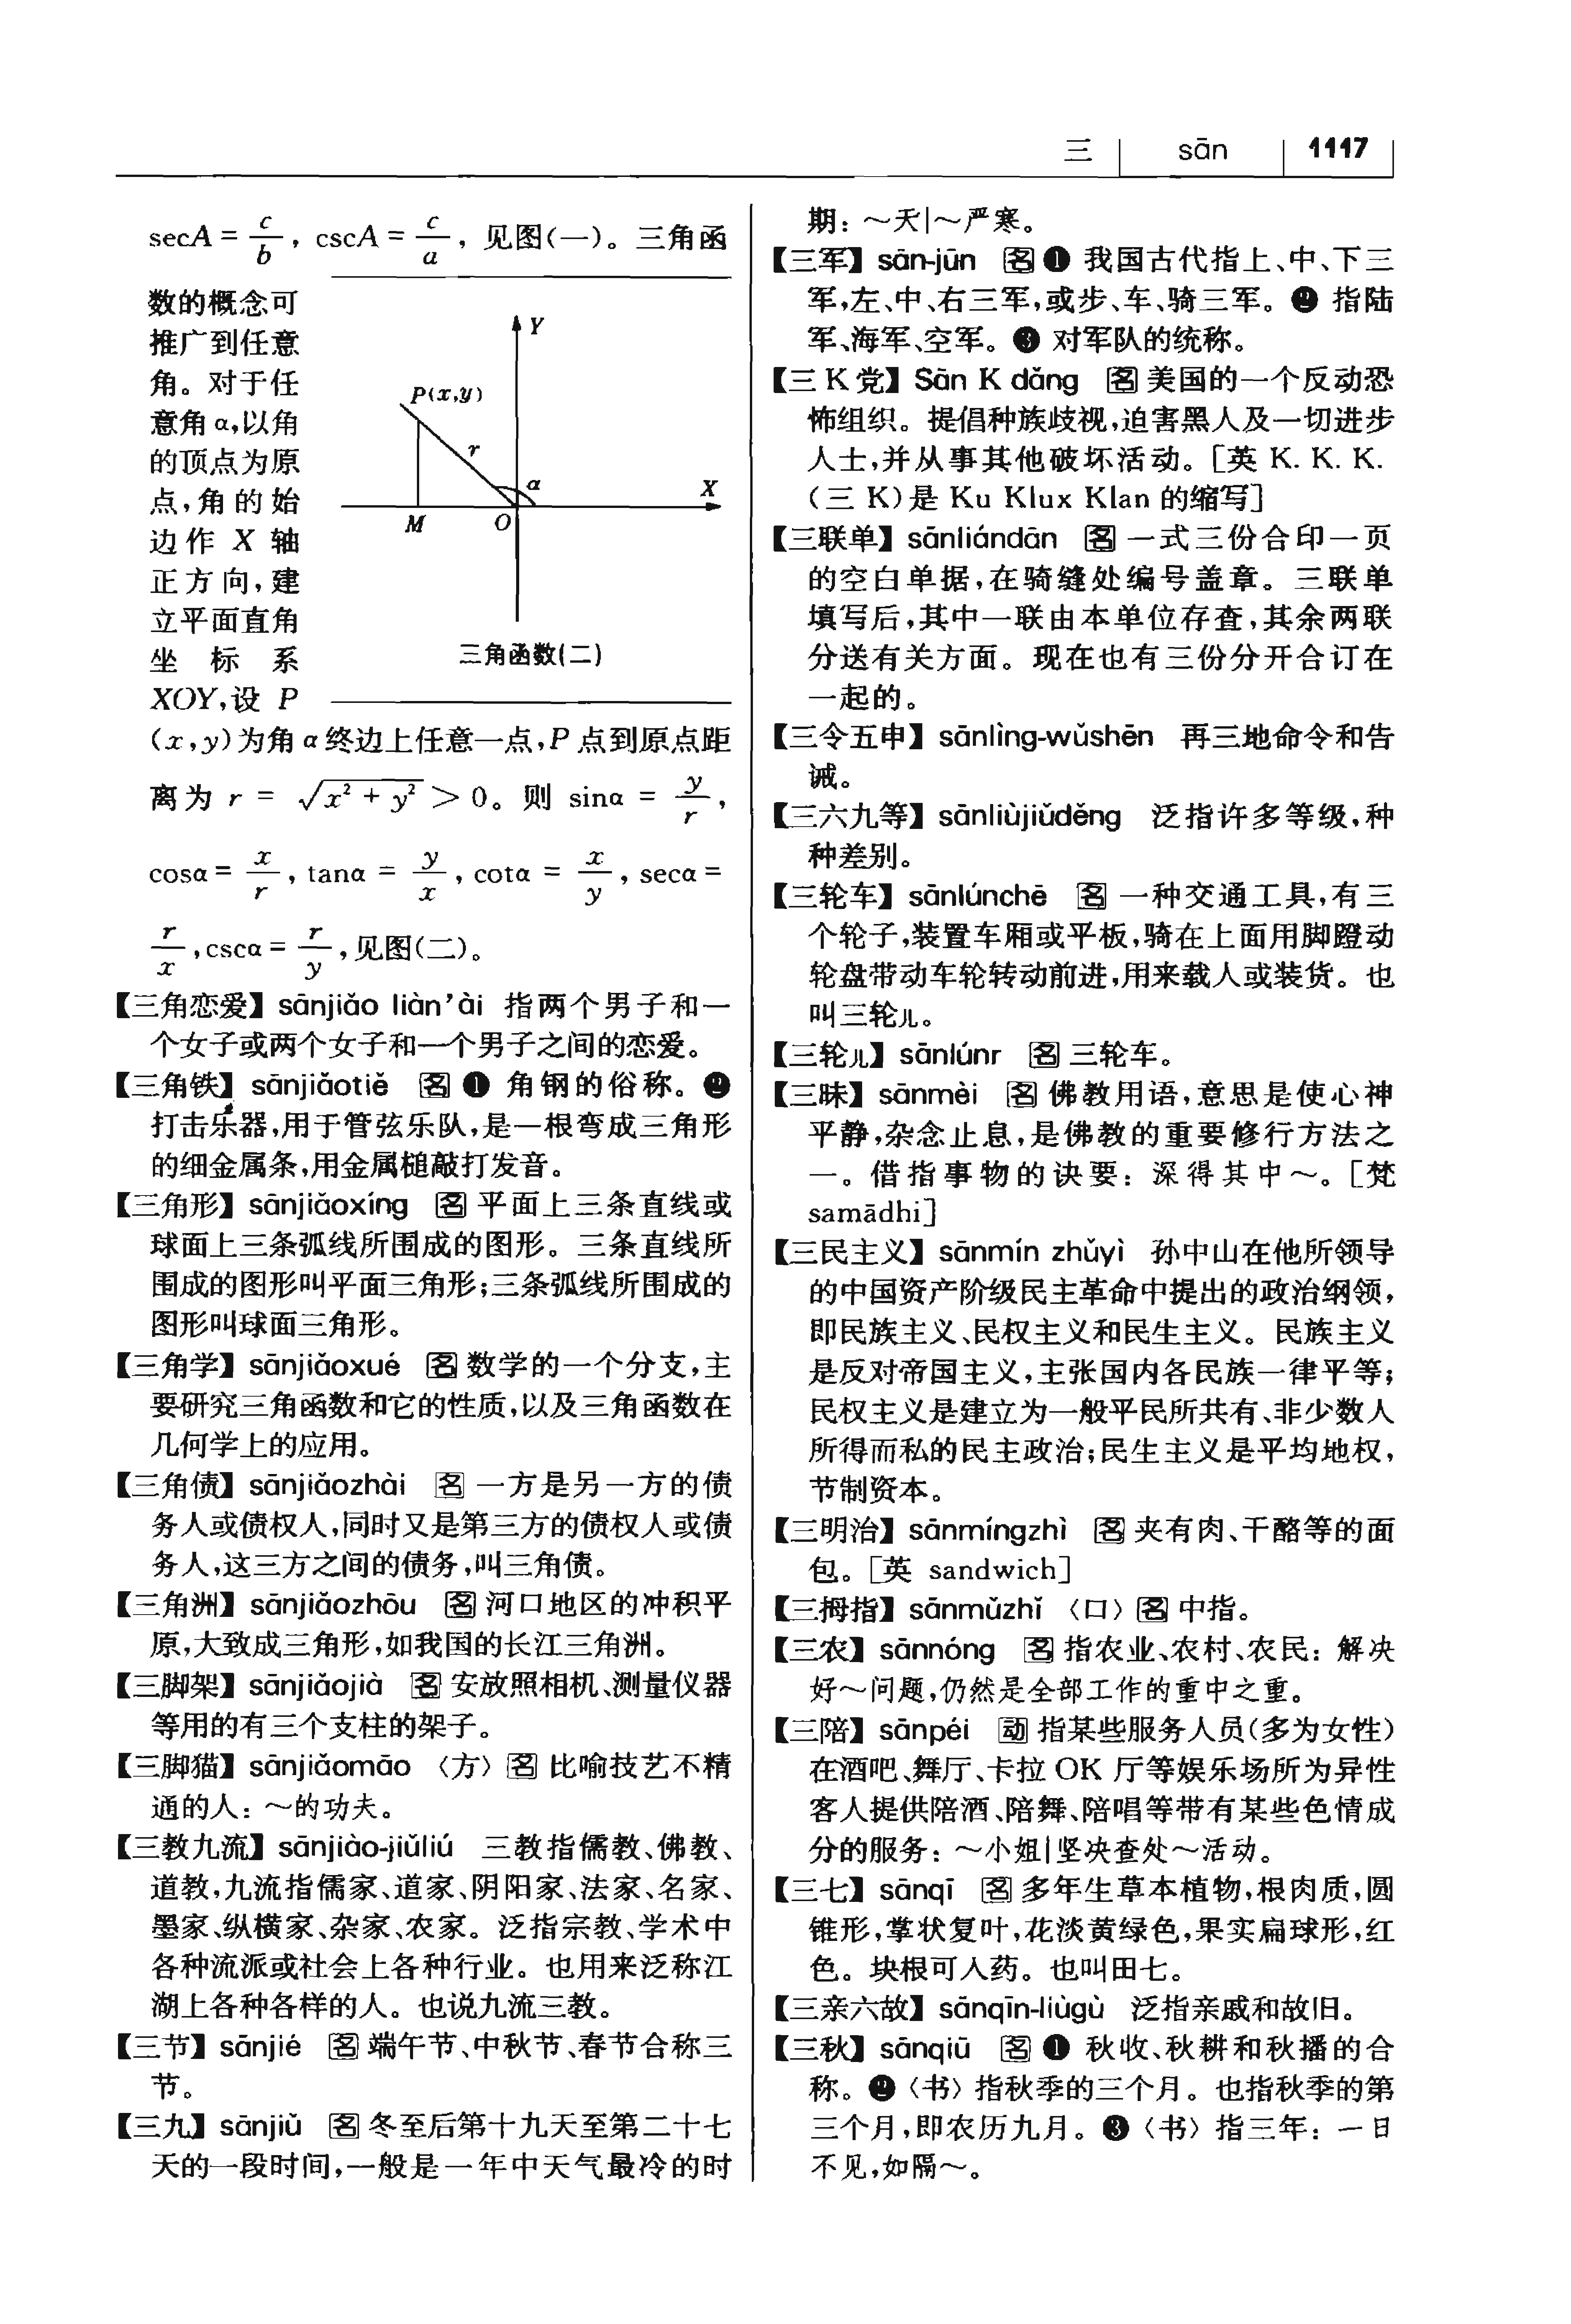 三 sān 1117
secA = c/b, cscA = c/a, 见图(一)。三角函
数的概念可
推广到任意
角。对于任
意角α,以角
的顶点为原
点,角的始
边作 X 轴
正方向,建
立平面直角
坐标系
XOY,设 P
Y
P(x,y)
r
α
X
M
O
三角函数(二)
(x,y)为角α终边上任意一点,P 点到原点距
离为 r = √(x² + y²) > 0。则 sinα = y/r,
cosα = x/r, tanα = y/x, cotα = x/y, secα =
r/x, cscα = r/y, 见图(二)。
【三角恋爱】sānjiǎo liàn’ài 指两个男子和一
个女子或两个女子和一个男子之间的恋爱。
【三角铁】sānjiǎotiě 名 ❶ 角钢的俗称。❷
打击乐器,用于管弦乐队,是一根弯成三角形
的细金属条,用金属槌敲打发音。
【三角形】sānjiǎoxíng 名 平面上三条直线或
球面上三条弧线所围成的图形。三条直线所
围成的图形叫平面三角形;三条弧线所围成的
图形叫球面三角形。
【三角学】sānjiǎoxué 名 数学的一个分支,主
要研究三角函数和它的性质,以及三角函数在
几何学上的应用。
【三角债】sānjiǎozhài 名 一方是另一方的债
务人或债权人,同时又是第三方的债权人或债
务人,这三方之间的债务,叫三角债。
【三角洲】sānjiǎozhōu 名 河口地区的冲积平
原,大致成三角形,如我国的长江三角洲。
【三脚架】sānjiǎojià 名 安放照相机、测量仪器
等用的有三个支柱的架子。
【三脚猫】sānjiǎomāo 〈方〉名 比喻技艺不精
通的人:～的功夫。
【三教九流】sānjiào-jiǔliú 三教指儒教、佛教、
道教,九流指儒家、道家、阴阳家、法家、名家、
墨家、纵横家、杂家、农家。泛指宗教、学术中
各种流派或社会上各种行业。也用来泛称江
湖上各种各样的人。也说九流三教。
【三节】sānjié 名 端午节、中秋节、春节合称三
节。
【三九】sānjiǔ 名 冬至后第十九天至第二十七
天的一段时间,一般是一年中天气最冷的时
期:～天|～严寒。
【三军】sān-jūn 名 ❶ 我国古代指上、中、下三
军,左、中、右三军,或步、车、骑三军。❷ 指陆
军、海军、空军。❸ 对军队的统称。
【三K党】Sān K dǎng 名 美国的一个反动恐
怖组织。提倡种族歧视,迫害黑人及一切进步
人士,并从事其他破坏活动。[英 K. K. K.
(三 K)是 Ku Klux Klan 的缩写]
【三联单】sānliándān 名 一式三份合印一页
的空白单据,在骑缝处编号盖章。三联单
填写后,其中一联由本单位存查,其余两联
分送有关方面。现在也有三份分开合订在
一起的。
【三令五申】sānlìng-wǔshēn 再三地命令和告
诫。
【三六九等】sānliùjiǔděng 泛指许多等级,种
种差别。
【三轮车】sānlúnchē 名 一种交通工具,有三
个轮子,装置车厢或平板,骑在上面用脚蹬动
轮盘带动车轮转动前进,用来载人或装货。也
叫三轮儿。
【三轮儿】sānlúnr 名 三轮车。
【三昧】sānmèi 名 佛教用语,意思是使心神
平静,杂念止息,是佛教的重要修行方法之
一。借指事物的诀要:深得其中～。[梵
samādhi]
【三民主义】sānmín zhǔyì 孙中山在他所领导
的中国资产阶级民主革命中提出的政治纲领,
即民族主义、民权主义和民生主义。民族主义
是反对帝国主义,主张国内各民族一律平等;
民权主义是建立为一般平民所共有、非少数人
所得而私的民主政治;民生主义是平均地权,
节制资本。
【三明治】sānmíngzhì 名 夹有肉、干酪等的面
包。[英 sandwich]
【三拇指】sānmǔzhǐ 〈口〉名 中指。
【三农】sānnóng 名 指农业、农村、农民:解决
好～问题,仍然是全部工作的重中之重。
【三陪】sānpéi 动 指某些服务人员(多为女性)
在酒吧、舞厅、卡拉 OK 厅等娱乐场所为异性
客人提供陪酒、陪舞、陪唱等带有某些色情成
分的服务:～小姐|坚决查处～活动。
【三七】sānqī 名 多年生草本植物,根肉质,圆
锥形,掌状复叶,花淡黄绿色,果实扁球形,红
色。块根可入药。也叫田七。
【三亲六故】sānqīn-liùgù 泛指亲戚和故旧。
【三秋】sānqiū 名 ❶ 秋收、秋耕和秋播的合
称。❷〈书〉指秋季的三个月。也指秋季的第
三个月,即农历九月。❸〈书〉指三年:一日
不见,如隔～。